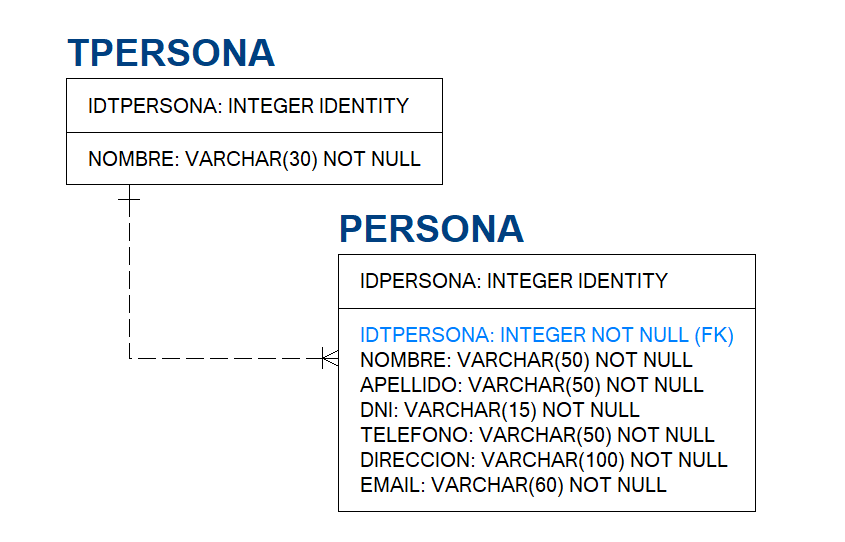 TPERSONA
IDTPERSONA: INTEGER IDENTITY
NOMBRE: VARCHAR(30) NOT NULL
PERSONA
IDPERSONA: INTEGER IDENTITY
IDTPERSONA: INTEGER NOT NULL (FK)
NOMBRE: VARCHAR(50) NOT NULL
APELLIDO: VARCHAR(50) NOT NULL
DNI: VARCHAR(15) NOT NULL
TELEFONO: VARCHAR(50) NOT NULL
DIRECCION: VARCHAR(100) NOT NULL
EMAIL: VARCHAR(60) NOT NULL